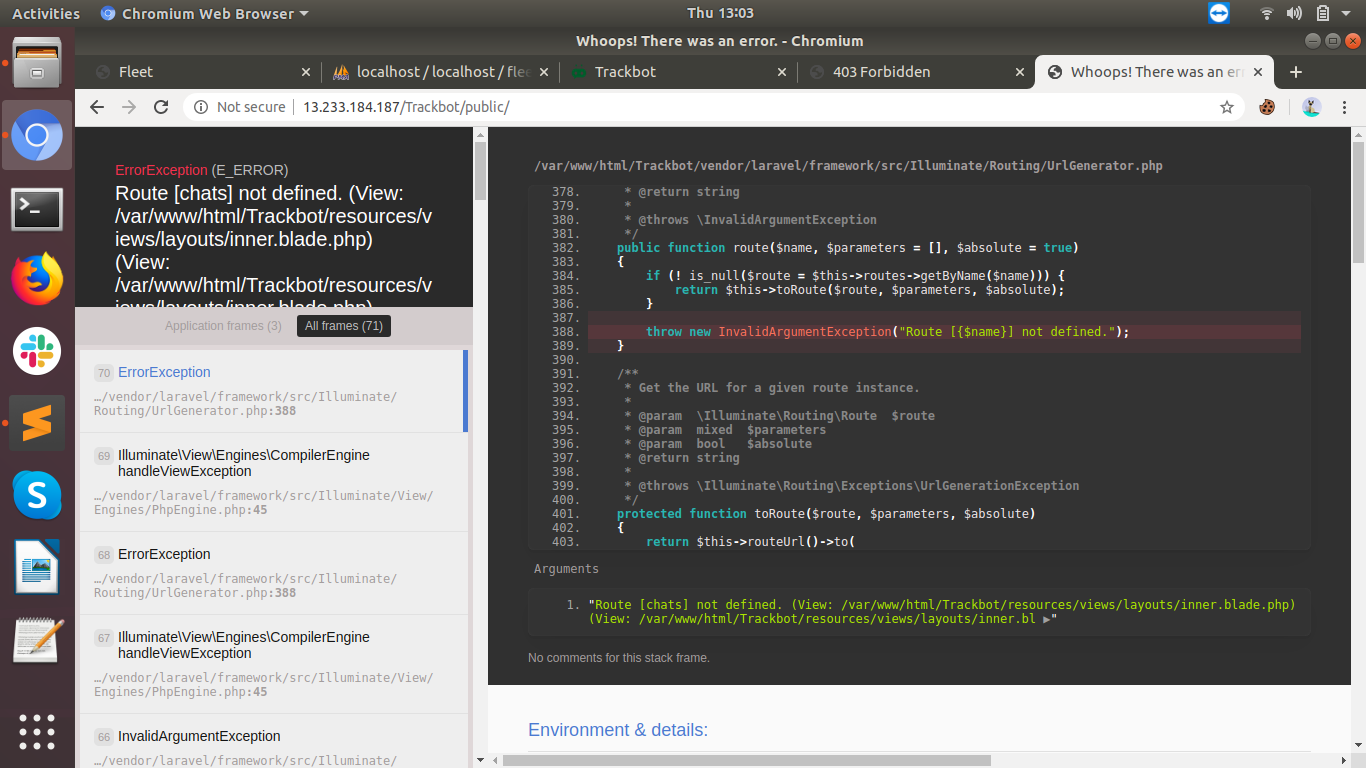 Activities
Chromium Web Browser
Thu 13:03
Whoops! There was an error. - Chromium
Fleet
localhost / localhost / flee
Trackbot
403 Forbidden
Whoops! There was an err
Not secure
13.233.184.187/Trackbot/public/
ErrorException (E_ERROR)
Route [chats] not defined. (View:
/var/www/html/Trackbot/resources/v
iews/layouts/inner.blade.php)
(View:
/var/www/html/Trackbot/resources/v
iews/layouts/inner.blade.php)
Application frames (3)
All frames (71)
70 ErrorException
…/vendor/laravel/framework/src/Illuminate/
Routing/UrlGenerator.php:388
69 Illuminate\View\Engines\CompilerEngine
handleViewException
…/vendor/laravel/framework/src/Illuminate/View/
Engines/PhpEngine.php:45
68 ErrorException
…/vendor/laravel/framework/src/Illuminate/
Routing/UrlGenerator.php:388
67 Illuminate\View\Engines\CompilerEngine
handleViewException
…/vendor/laravel/framework/src/Illuminate/View/
Engines/PhpEngine.php:45
66 InvalidArgumentException
…/vendor/laravel/framework/src/Illuminate/
/var/www/html/Trackbot/vendor/laravel/framework/src/Illuminate/Routing/UrlGenerator.php
378.      * @return string
379.      *
380.      * @throws \InvalidArgumentException
381.      */
382.     public function route($name, $parameters = [], $absolute = true)
383.     {
384.         if (! is_null($route = $this->routes->getByName($name))) {
385.             return $this->toRoute($route, $parameters, $absolute);
386.         }
387.
388.         throw new InvalidArgumentException("Route [{$name}] not defined.");
389.     }
390.
391.     /**
392.      * Get the URL for a given route instance.
393.      *
394.      * @param  \Illuminate\Routing\Route  $route
395.      * @param  mixed  $parameters
396.      * @param  bool   $absolute
397.      * @return string
398.      *
399.      * @throws \Illuminate\Routing\Exceptions\UrlGenerationException
400.      */
401.     protected function toRoute($route, $parameters, $absolute)
402.     {
403.         return $this->routeUrl()->to(
Arguments
1. "Route [chats] not defined. (View: /var/www/html/Trackbot/resources/views/layouts/inner.blade.php)
(View: /var/www/html/Trackbot/resources/views/layouts/inner.bl ▶"
No comments for this stack frame.
Environment & details: